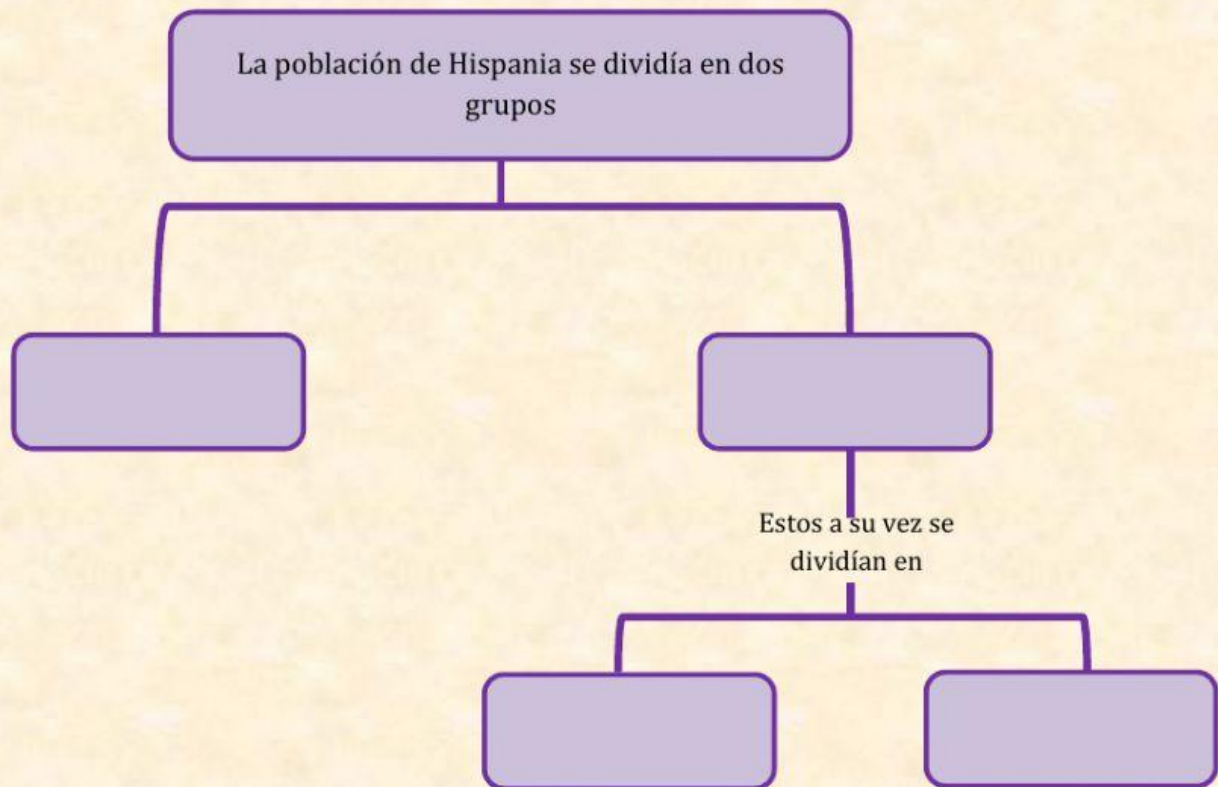 La población de Hispania se dividía en dos
grupos
Estos a su vez se
dividían en